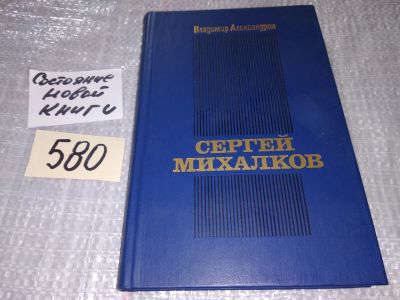 Владимир Александров
СЕРГЕЙ
МИХАЛКОВ
Состояние
новой
книги
580